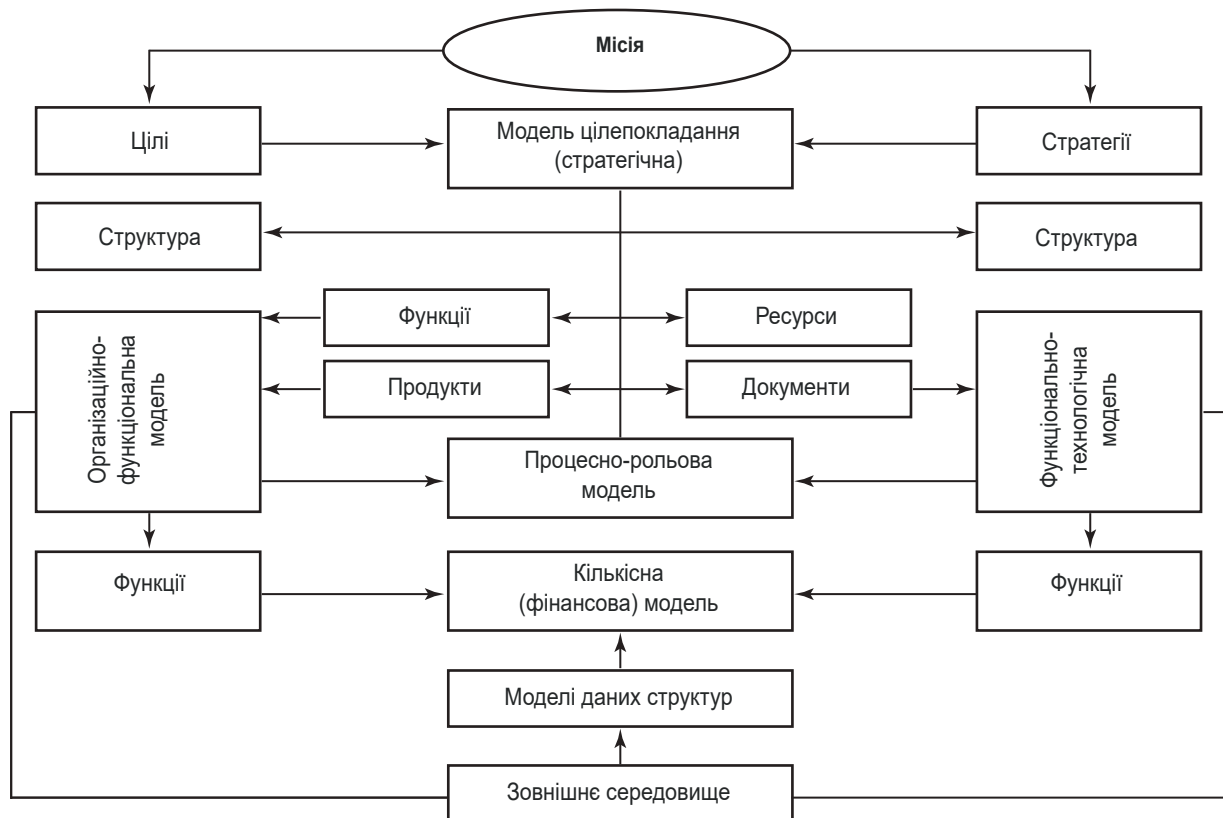 Місія
Цілі
Модель цілепокладання
(стратегічна)
Стратегії
Структура
Структура
Функції
Ресурси
Організаційно-
функціональна
модель
Продукти
Документи
Функціонально-
технологічна
модель
Процесно-рольова
модель
Функції
Кількісна
(фінансова) модель
Функції
Моделі даних структур
Зовнішнє середовище